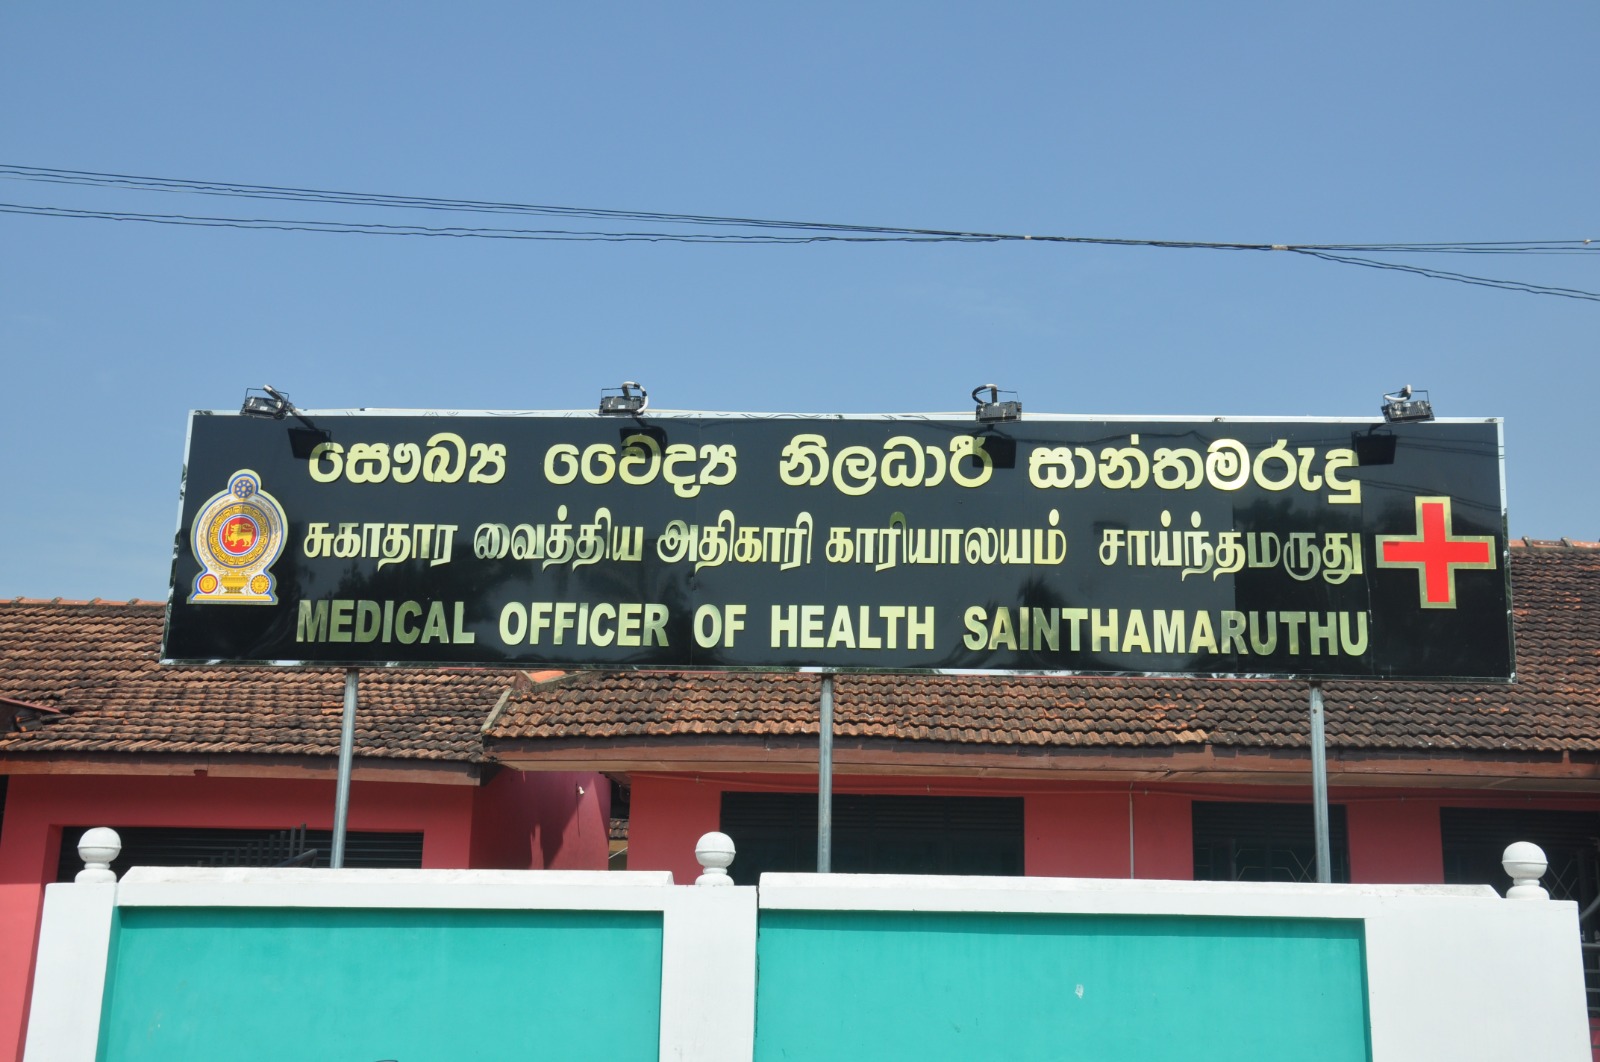 සෞඛ්‍ය වෛද්‍ය නිලධාරී සාන්තමරුදු
சுகாதார வைத்திய அதிகாரி காரியாலயம் சாய்ந்தமருது
MEDICAL OFFICER OF HEALTH SAINTHAMARUTHU